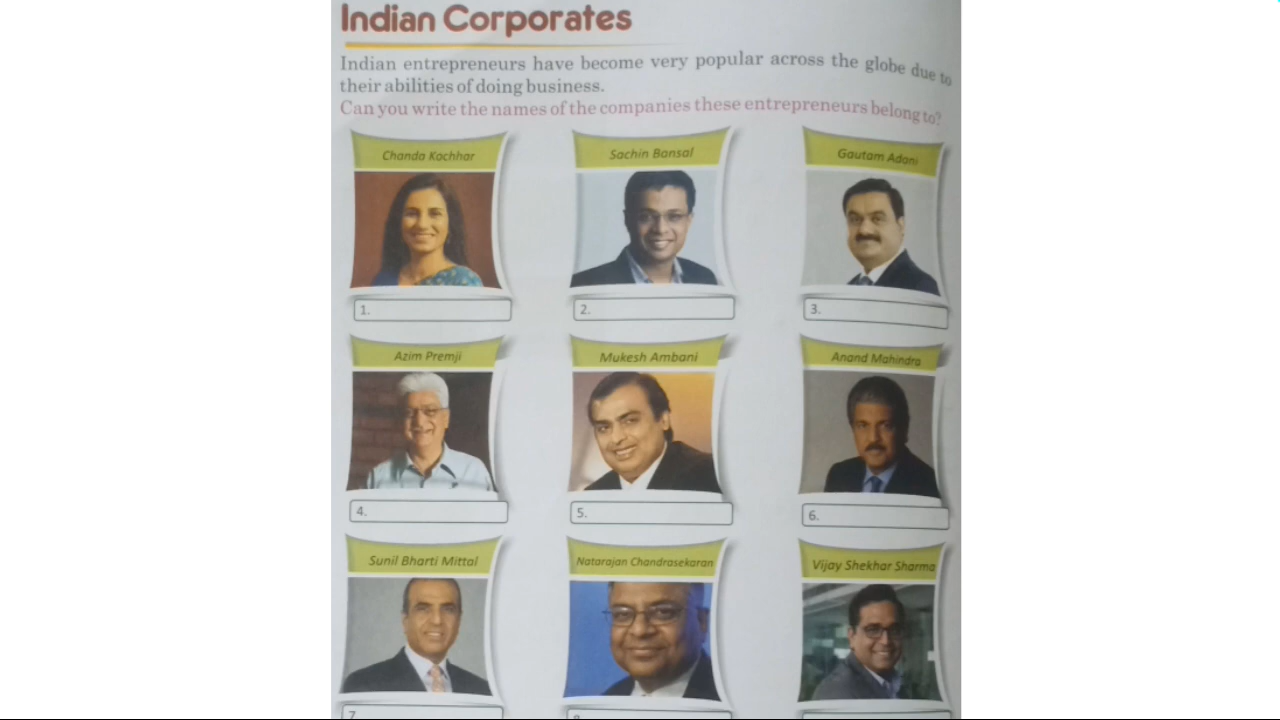 Indian Corporates
Indian entrepreneurs have become very popular across the globe due to
their abilities of doing business.
Can you write the names of the companies these entrepreneurs belong to?
Chanda Kochhar
Sachin Bansal
Gautam Adani
1.
2.
3.
Azim Premji
Mukesh Ambani
Anand Mahindra
4.
5.
6.
Sunil Bharti Mittal
Natarajan Chandrasekaran
Vijay Shekhar Sharma
7
8